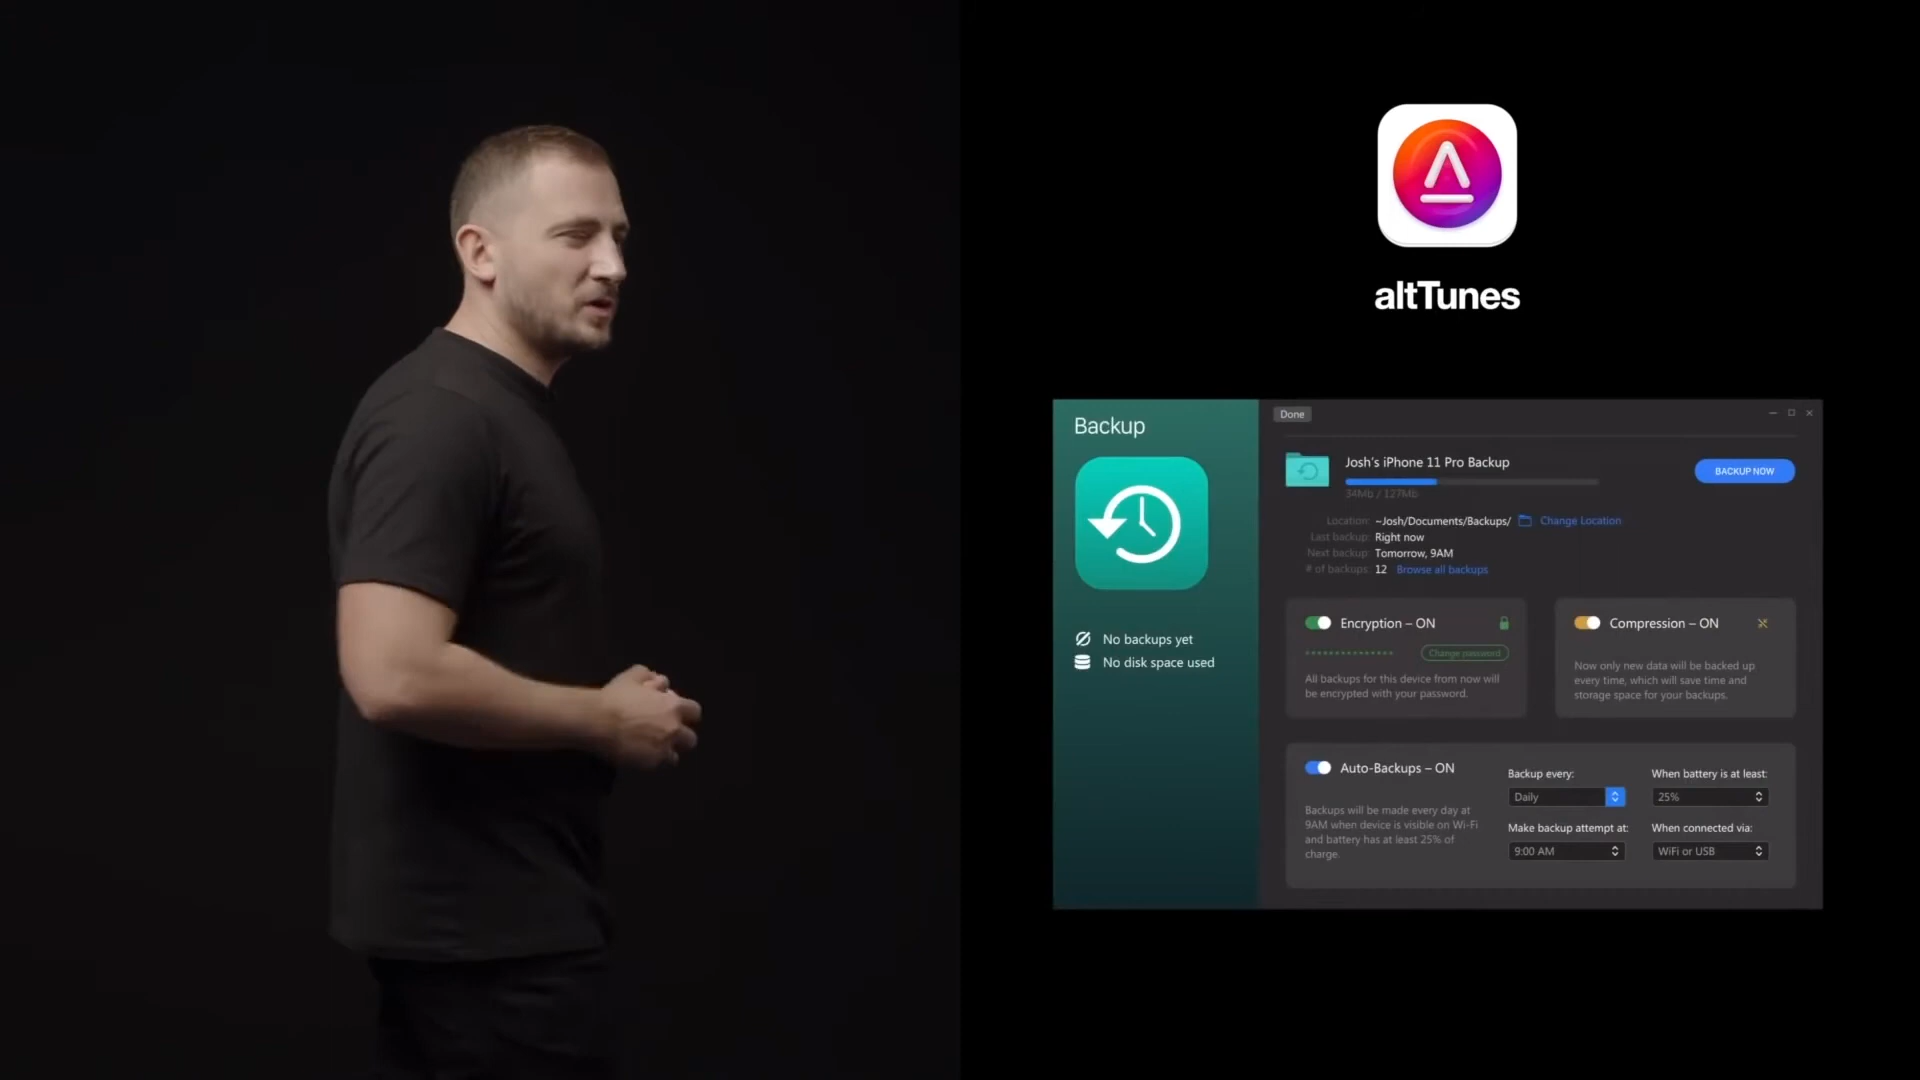 altTunes
Backup
No backups yet
No disk space used
Done
Josh's iPhone 11 Pro Backup
BACKUP NOW
34Mb / 127Mb
Location: ~Josh/Documents/Backups/ Change Location
Last backup: Right now
Next backup: Tomorrow, 9AM
# of backups: 12 Browse all backups
Encryption – ON
Change password
All backups for this device from now will
be encrypted with your password.
Compression – ON
Now only new data will be backed up
every time, which will save time and
storage space for your backups.
Auto-Backups – ON
Backups will be made every day at
9AM when device is visible on Wi-Fi
and battery has at least 25% of
charge.
Backup every:
Daily
When battery is at least:
25%
Make backup attempt at:
9:00 AM
When connected via:
WiFi or USB